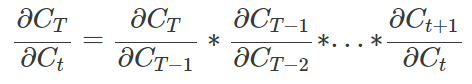 ∂C_T/∂C_t = ∂C_T/∂C_{T−1} * ∂C_{T−1}/∂C_{T−2} *...* ∂C_{t+1}/∂C_t